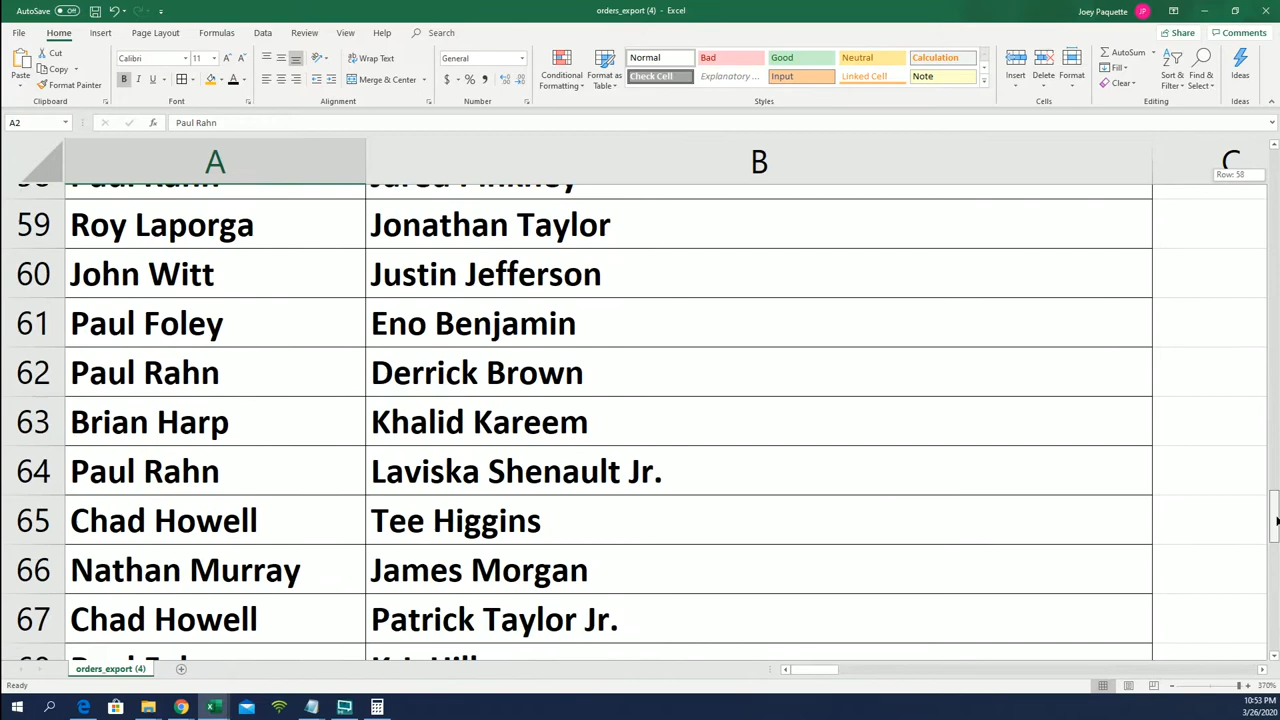 AutoSave Off
orders_export (4) - Excel
Joey Paquette JP
File Home Insert Page Layout Formulas Data Review View Help Search
Share Comments
Paste Cut Copy Format Painter
Clipboard
Calibri 11
B I U
Font
Wrap Text
Merge & Center
Alignment
General
$ % ,
Number
Conditional Formatting Format as Table
Normal Bad Good Neutral Calculation
Check Cell Explanatory ... Input Linked Cell Note
Styles
Insert Delete Format
Cells
AutoSum Fill Clear
Sort & Filter Find & Select
Editing
Ideas
Ideas
A2 fx Paul Rahn
A B C
Row: 58
59 Roy Laporga Jonathan Taylor
60 John Witt Justin Jefferson
61 Paul Foley Eno Benjamin
62 Paul Rahn Derrick Brown
63 Brian Harp Khalid Kareem
64 Paul Rahn Laviska Shenault Jr.
65 Chad Howell Tee Higgins
66 Nathan Murray James Morgan
67 Chad Howell Patrick Taylor Jr.
orders_export (4)
Ready
370%
10:53 PM
3/26/2020